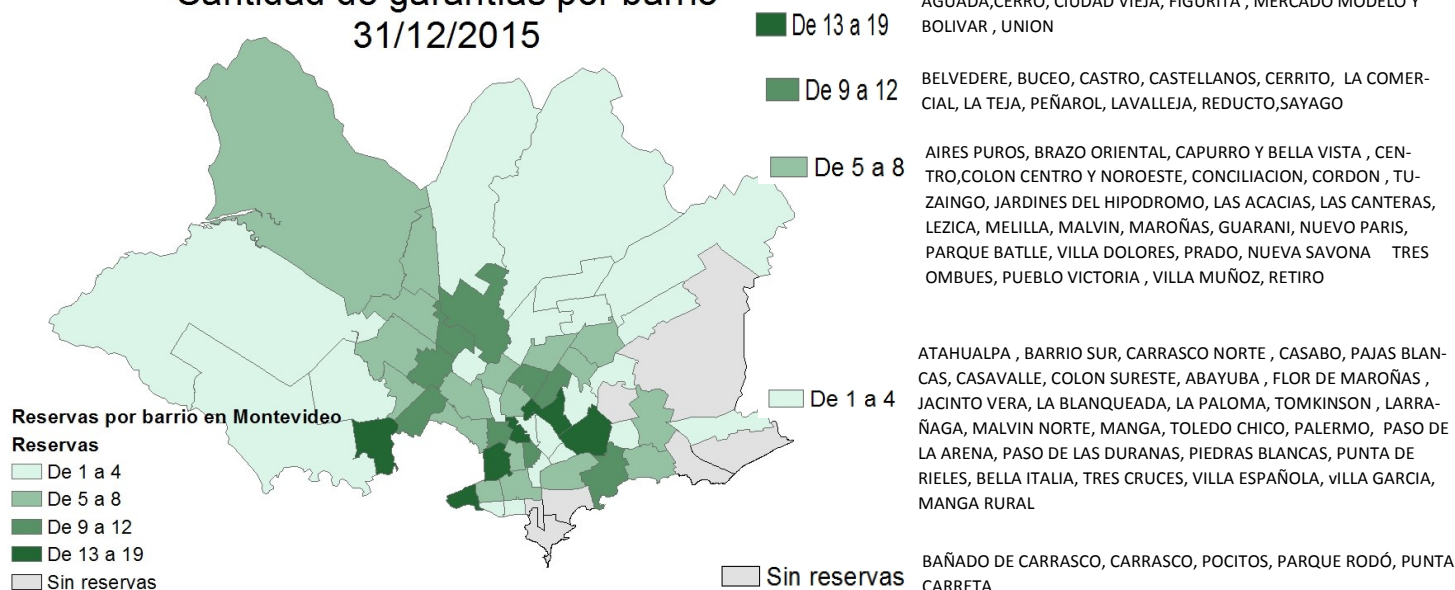 Cantidad de garantías por barrio
31/12/2015
De 13 a 19
AGUADA,CERRO, CIUDAD VIEJA, FIGURITA , MERCADO MODELO Y
BOLIVAR , UNION
De 9 a 12
BELVEDERE, BUCEO, CASTRO, CASTELLANOS, CERRITO, LA COMER-
CIAL, LA TEJA, PEÑAROL, LAVALLEJA, REDUCTO,SAYAGO
De 5 a 8
AIRES PUROS, BRAZO ORIENTAL, CAPURRO Y BELLA VISTA , CEN-
TRO,COLON CENTRO Y NOROESTE, CONCILIACION, CORDON , TU-
ZAINGO, JARDINES DEL HIPODROMO, LAS ACACIAS, LAS CANTERAS,
LEZICA, MELILLA, MALVIN, MAROÑAS, GUARANI, NUEVO PARIS,
PARQUE BATLLE, VILLA DOLORES, PRADO, NUEVA SAVONA TRES
OMBUES, PUEBLO VICTORIA , VILLA MUÑOZ, RETIRO
De 1 a 4
ATAHUALPA , BARRIO SUR, CARRASCO NORTE , CASABO, PAJAS BLAN-
CAS, CASAVALLE, COLON SURESTE, ABAYUBA , FLOR DE MAROÑAS ,
JACINTO VERA, LA BLANQUEADA, LA PALOMA, TOMKINSON , LARRA-
ÑAGA, MALVIN NORTE, MANGA, TOLEDO CHICO, PALERMO, PASO DE
LA ARENA, PASO DE LAS DURANAS, PIEDRAS BLANCAS, PUNTA DE
RIELES, BELLA ITALIA, TRES CRUCES, VILLA ESPAÑOLA, vILLA GARCIA,
MANGA RURAL
Sin reservas
BAÑADO DE CARRASCO, CARRASCO, POCITOS, PARQUE RODÓ, PUNTA
CARRETA
Reservas por barrio en Montevideo
Reservas
De 1 a 4
De 5 a 8
De 9 a 12
De 13 a 19
Sin reservas